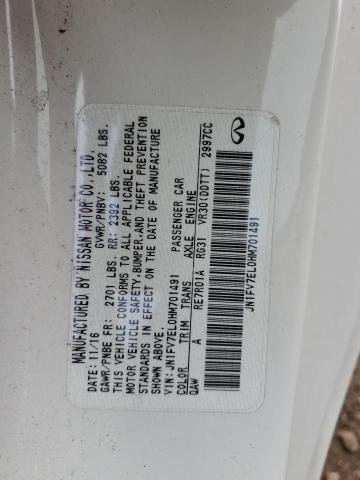 MANUFACTURED BY NISSAN MOTOR CO.,LTD.
DATE: 11/16 GVWR/PNBV: 5082 LBS.
GAWR/PNBE FR: 2701 LBS. RR: 2392 LBS.
THIS VEHICLE CONFORMS TO ALL APPLICABLE FEDERAL
MOTOR VEHICLE SAFETY,BUMPER,AND THEFT PREVENTION
STANDARDS IN EFFECT ON THE DATE OF MANUFACTURE
SHOWN ABOVE.
VIN: JN1FV7EL0HM701491 PASSENGER CAR
COLOR TRIM TRANS AXLE ENGINE
QAW A RE7R01A RG31 VR30(DDTT) 2997CC
JN1FV7EL0HM701491